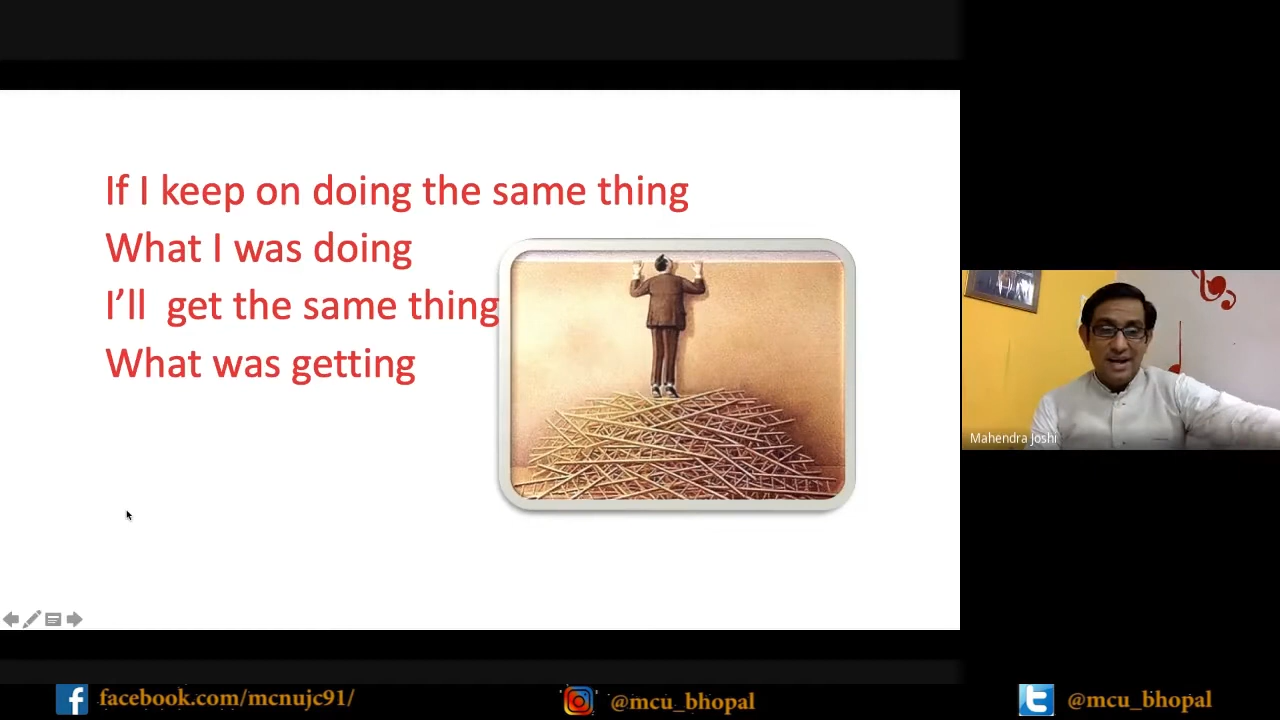 If I keep on doing the same thing
What I was doing
I’ll  get the same thing
What was getting
Mahendra Joshi
facebook.com/mcnujc91/
@mcu_bhopal
@mcu_bhopal